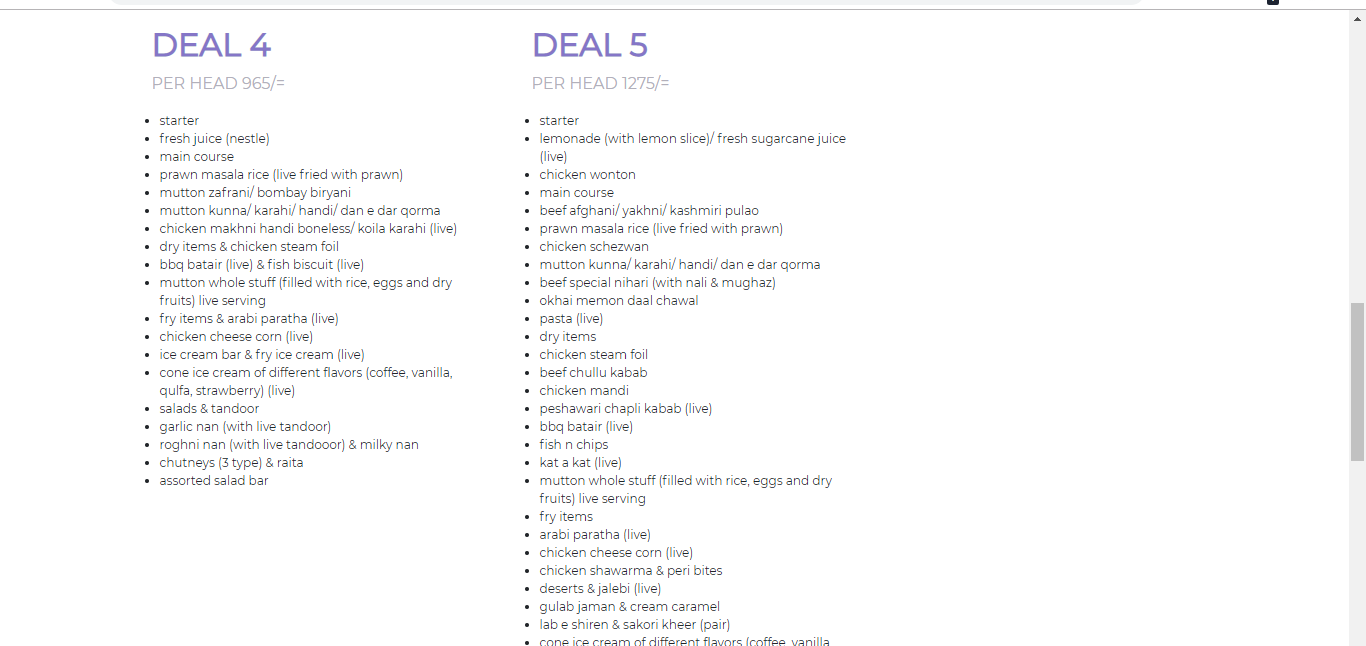 DEAL 4
PER HEAD 965/=
starter
fresh juice (nestle)
main course
prawn masala rice (live fried with prawn)
mutton zafrani/ bombay biryani
mutton kunna/ karahi/ handi/ dan e dar qorma
chicken makhni handi boneless/ koila karahi (live)
dry items & chicken steam foil
bbq batair (live) & fish biscuit (live)
mutton whole stuff (filled with rice, eggs and dry
fruits) live serving
fry items & arabi paratha (live)
chicken cheese corn (live)
ice cream bar & fry ice cream (live)
cone ice cream of different flavors (coffee, vanilla,
qulfa, strawberry) (live)
salads & tandoor
garlic nan (with live tandoor)
roghni nan (with live tandooor) & milky nan
chutneys (3 type) & raita
assorted salad bar
DEAL 5
PER HEAD 1275/=
starter
lemonade (with lemon slice)/ fresh sugarcane juice
(live)
chicken wonton
main course
beef afghani/ yakhni/ kashmiri pulao
prawn masala rice (live fried with prawn)
chicken schezwan
mutton kunna/ karahi/ handi/ dan e dar qorma
beef special nihari (with nali & mughaz)
okhai memon daal chawal
pasta (live)
dry items
chicken steam foil
beef chullu kabab
chicken mandi
peshawari chapli kabab (live)
bbq batair (live)
fish n chips
kat a kat (live)
mutton whole stuff (filled with rice, eggs and dry
fruits) live serving
fry items
arabi paratha (live)
chicken cheese corn (live)
chicken shawarma & peri bites
deserts & jalebi (live)
gulab jaman & cream caramel
lab e shiren & sakori kheer (pair)
cone ice cream of different flavors (coffee, vanilla